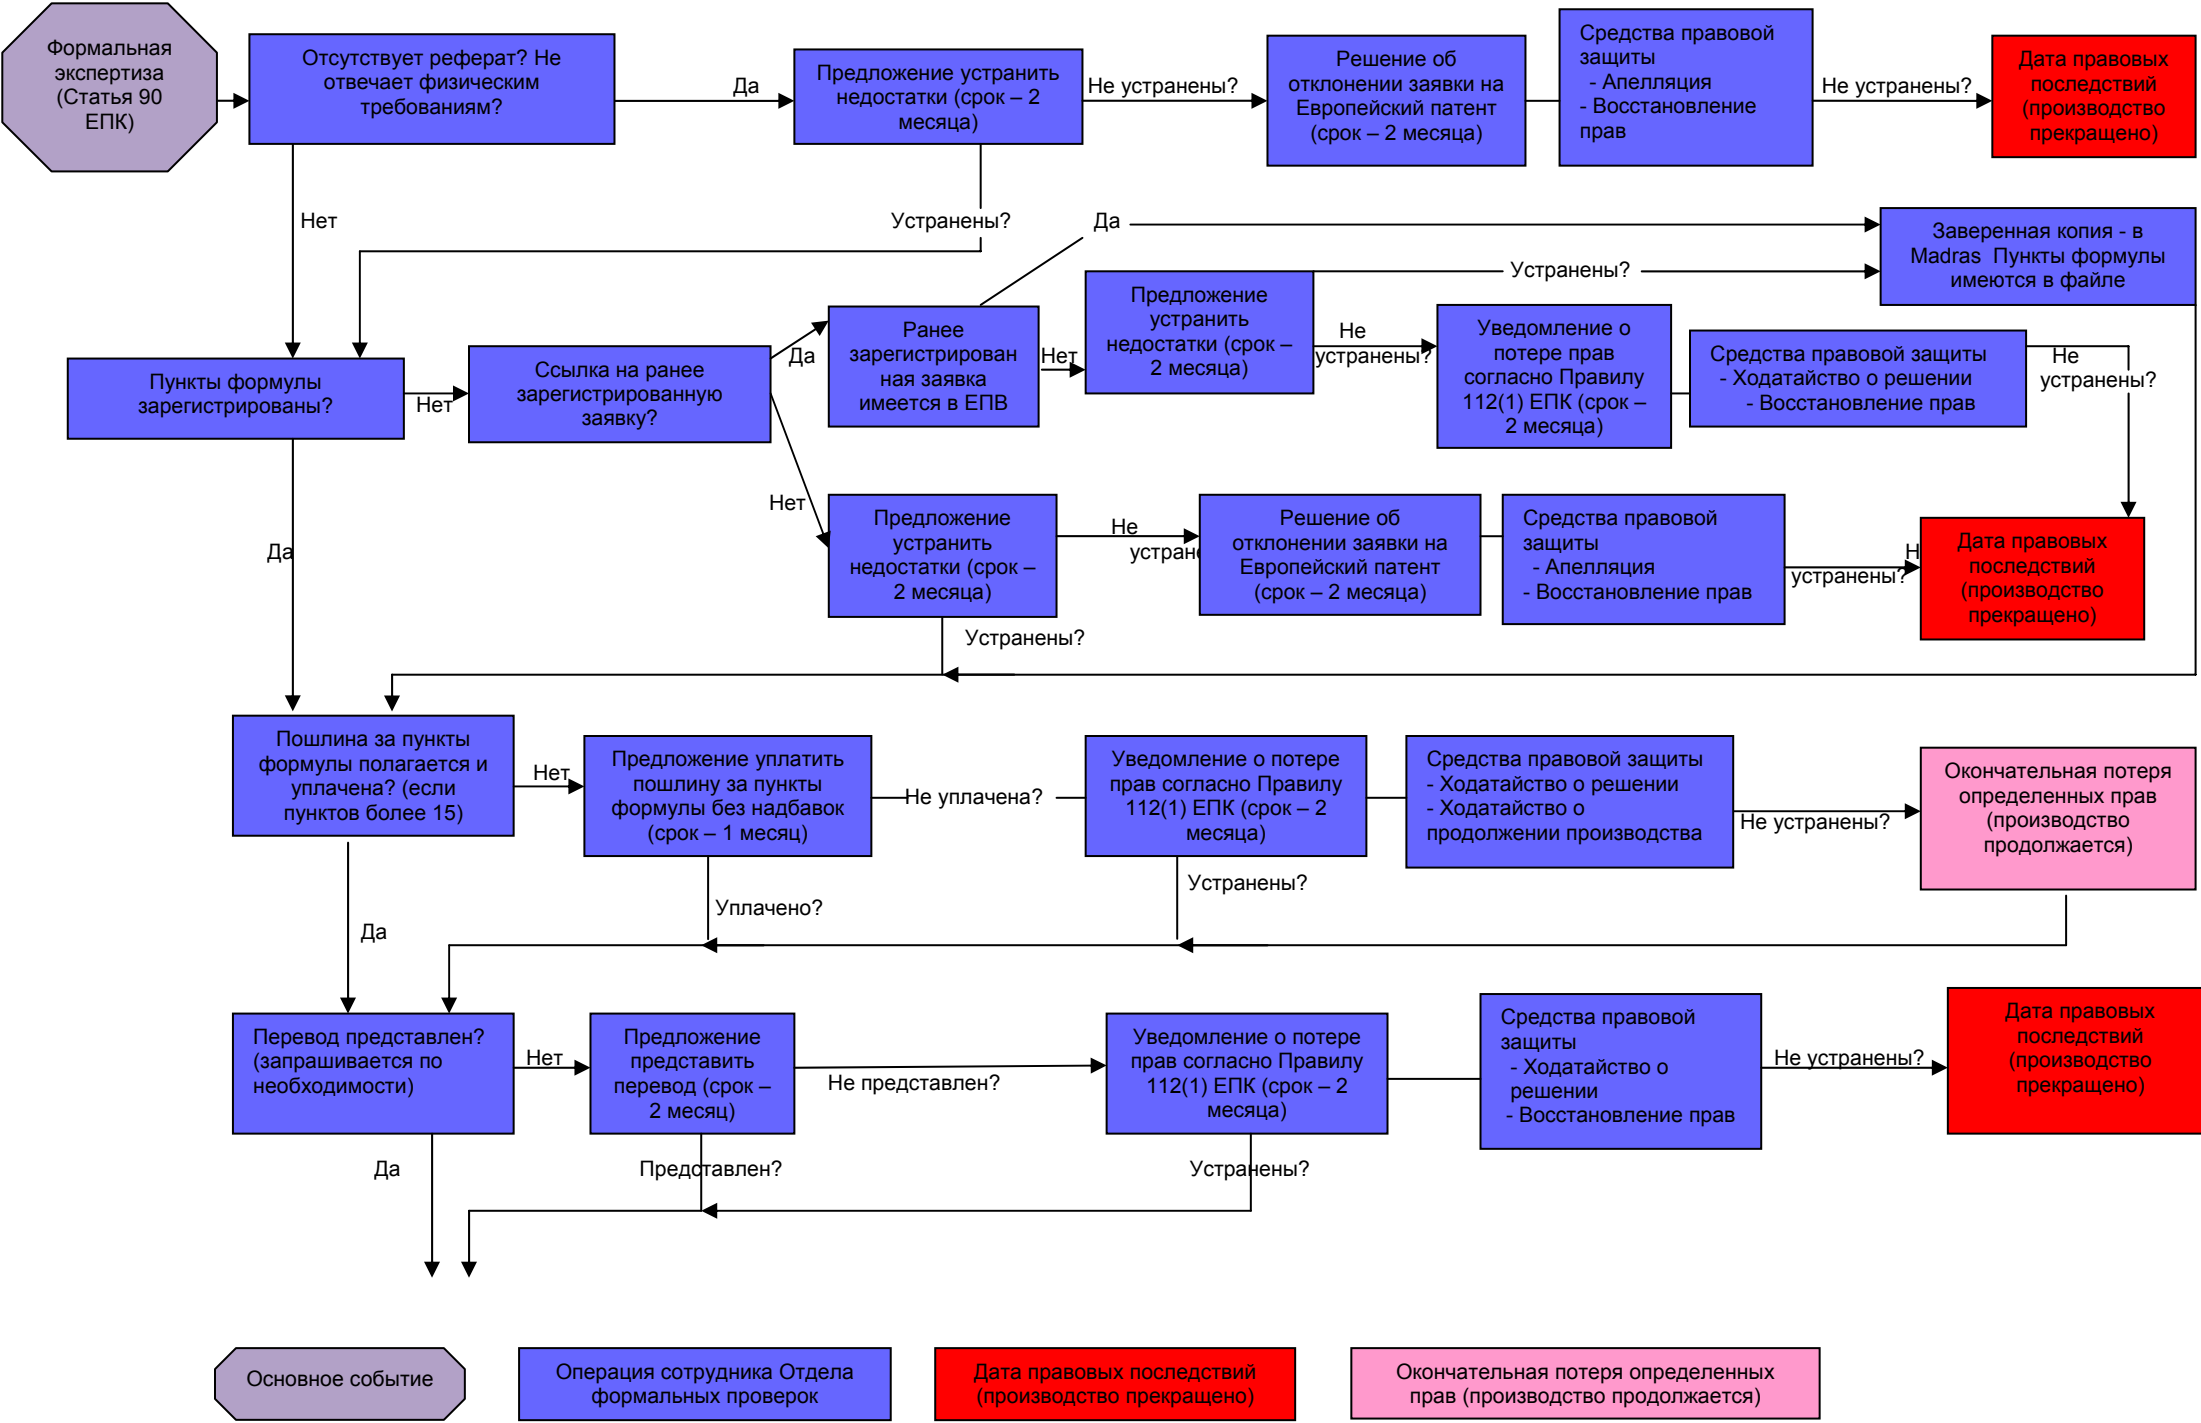 Формальная
экспертиза
(Статья 90
ЕПК)
Отсутствует реферат? Не
отвечает физическим
требованиям?
Да
Предложение устранить
недостатки (срок – 2
месяца)
Не устранены?
Решение об
отклонении заявки на
Европейский патент
(срок – 2 месяца)
Средства правовой
защиты
- Апелляция
- Восстановление
прав
Не устранены?
Дата правовых
последствий
(производство
прекращено)
Нет
Устранены?
Да
Заверенная копия - в
Madras Пункты формулы
имеются в файле
Устранены?
Пункты формулы
зарегистрированы?
Нет
Ссылка на ранее
зарегистрированную
заявку?
Да
Ранее
зарегистрирован
ная заявка
имеется в ЕПВ
Нет
Предложение
устранить
недостатки (срок –
2 месяца)
Не
устранены?
Уведомление о
потере прав
согласно Правилу
112(1) ЕПК (срок –
2 месяца)
Средства правовой защиты
- Ходатайство о решении
- Восстановление прав
Не
устранены?
Нет
Предложение
устранить
недостатки (срок –
2 месяца)
Не
устране
Решение об
отклонении заявки на
Европейский патент
(срок – 2 месяца)
Средства правовой
защиты
- Апелляция
- Восстановление прав
Н
устранены?
Дата правовых
последствий
(производство
прекращено)
Да
Устранены?
Пошлина за пункты
формулы полагается и
уплачена? (если
пунктов более 15)
Нет
Предложение уплатить
пошлину за пункты
формулы без надбавок
(срок – 1 месяц)
Не уплачена?
Уведомление о потере
прав согласно Правилу
112(1) ЕПК (срок – 2
месяца)
Средства правовой защиты
- Ходатайство о решении
- Ходатайство о
продолжении производства
Не устранены?
Окончательная потеря
определенных прав
(производство
продолжается)
Да
Уплачено?
Устранены?
Перевод представлен?
(запрашивается по
необходимости)
Нет
Предложение
представить
перевод (срок –
2 месяц)
Не представлен?
Уведомление о потере
прав согласно Правилу
112(1) ЕПК (срок – 2
месяца)
Средства правовой
защиты
- Ходатайство о
решении
- Восстановление прав
Не устранены?
Дата правовых
последствий
(производство
прекращено)
Да
Представлен?
Устранены?
Основное событие
Операция сотрудника Отдела
формальных проверок
Дата правовых последствий
(производство прекращено)
Окончательная потеря определенных
прав (производство продолжается)